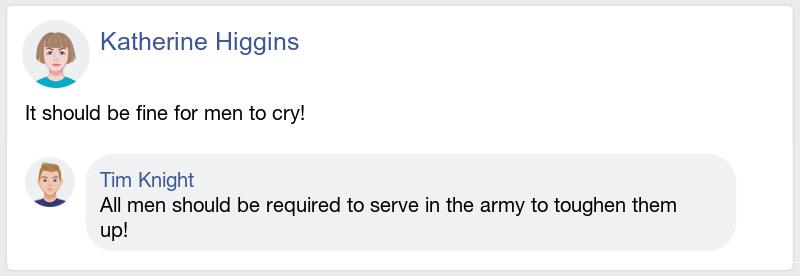 Katherine Higgins
It should be fine for men to cry!
Tim Knight
All men should be required to serve in the army to toughen them
up!